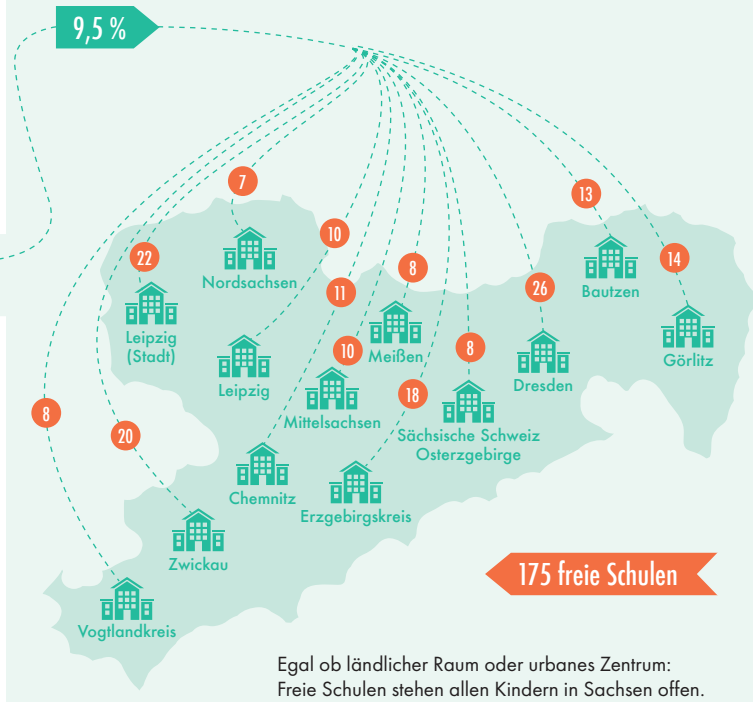 9,5 %
7
13
10
22
14
8
11
26
Nordsachsen
Bautzen
Leipzig
(Stadt)
10
8
Meißen
Görlitz
Leipzig
Dresden
8
18
20
Mittelsachsen
Sächsische Schweiz
Osterzgebirge
Chemnitz
Erzgebirgskreis
Zwickau
175 freie Schulen
Vogtlandkreis
Egal ob ländlicher Raum oder urbanes Zentrum:
Freie Schulen stehen allen Kindern in Sachsen offen.